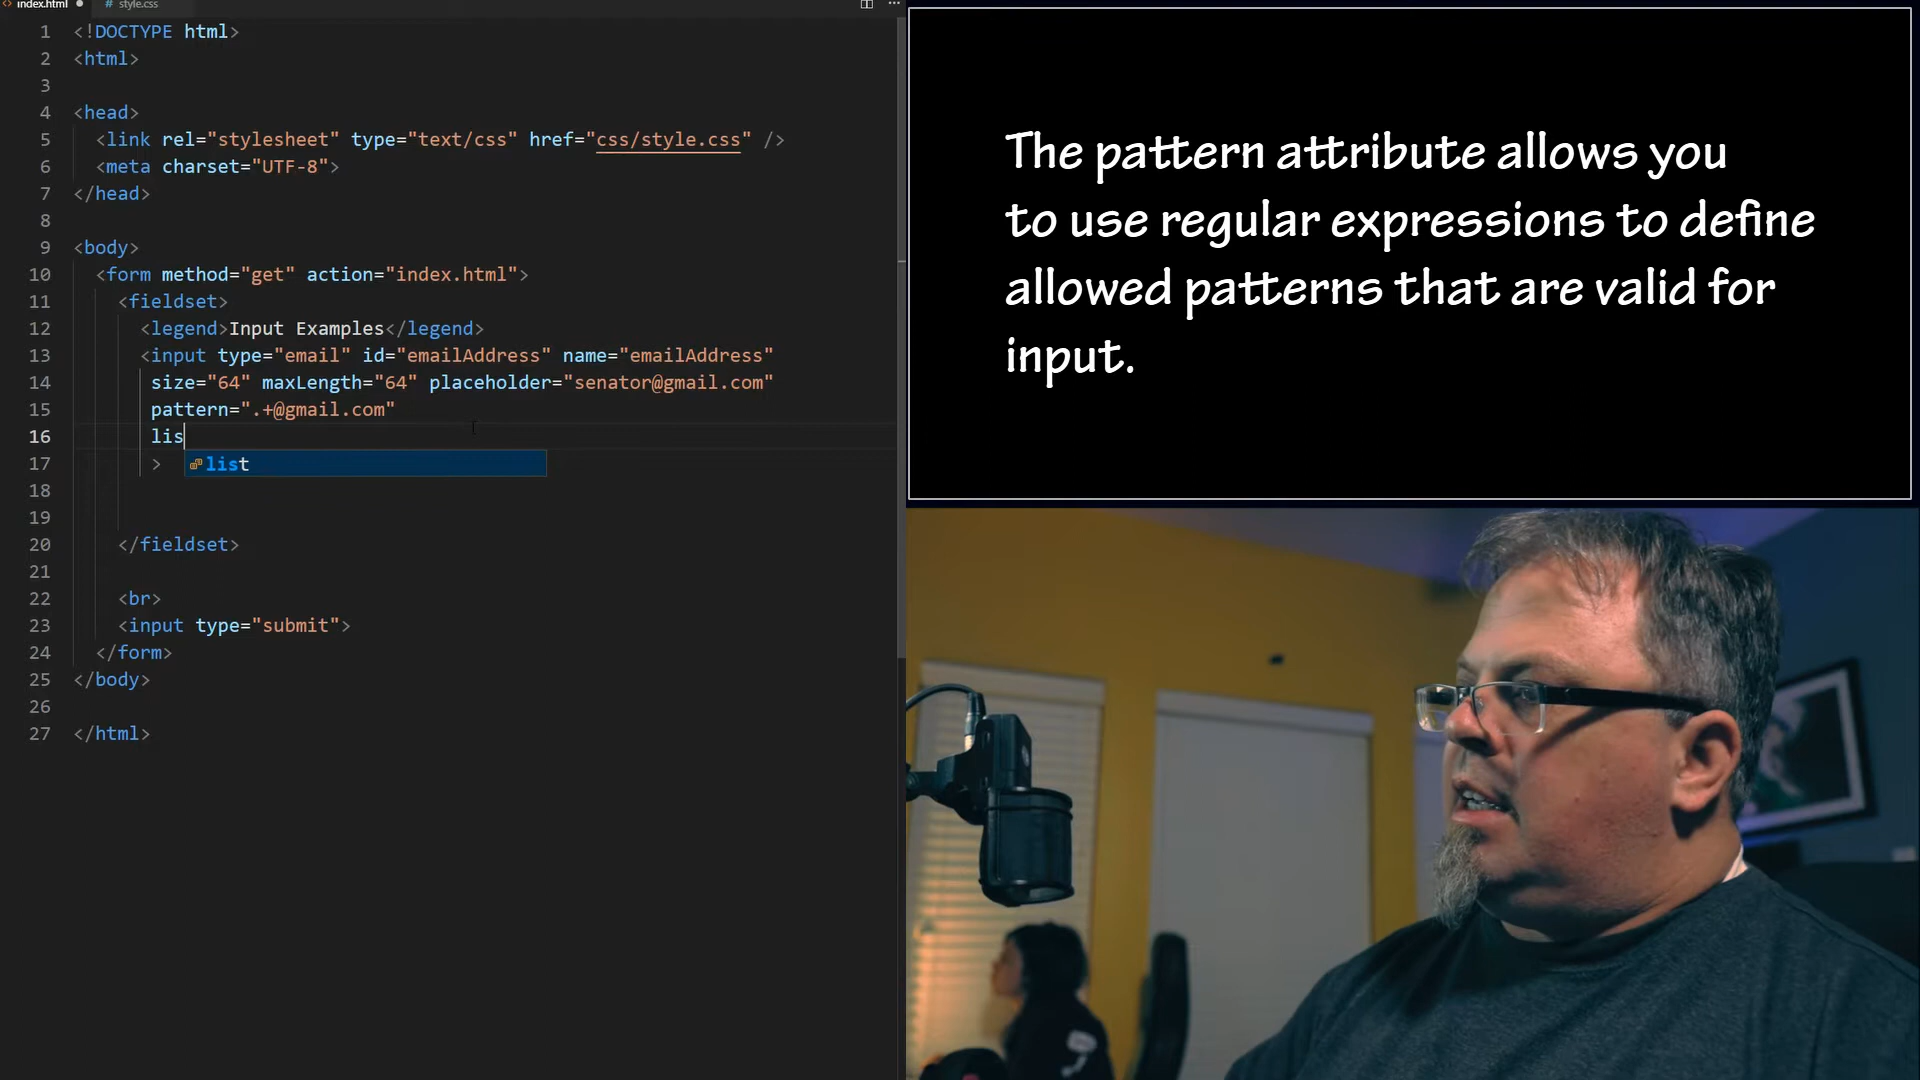 index.html
style.css
1 <!DOCTYPE html>
2 <html>
3
4 <head>
5 <link rel="stylesheet" type="text/css" href="css/style.css" />
6 <meta charset="UTF-8">
7 </head>
8
9 <body>
10 <form method="get" action="index.html">
11 <fieldset>
12 <legend>Input Examples</legend>
13 <input type="email" id="emailAddress" name="emailAddress"
14 size="64" maxLength="64" placeholder="senator@gmail.com"
15 pattern=".+@gmail.com"
16 lis
17 >
list
18
19
20 </fieldset>
21
22 <br>
23 <input type="submit">
24 </form>
25 </body>
26
27 </html>
The pattern attribute allows you
to use regular expressions to define
allowed patterns that are valid for
input.